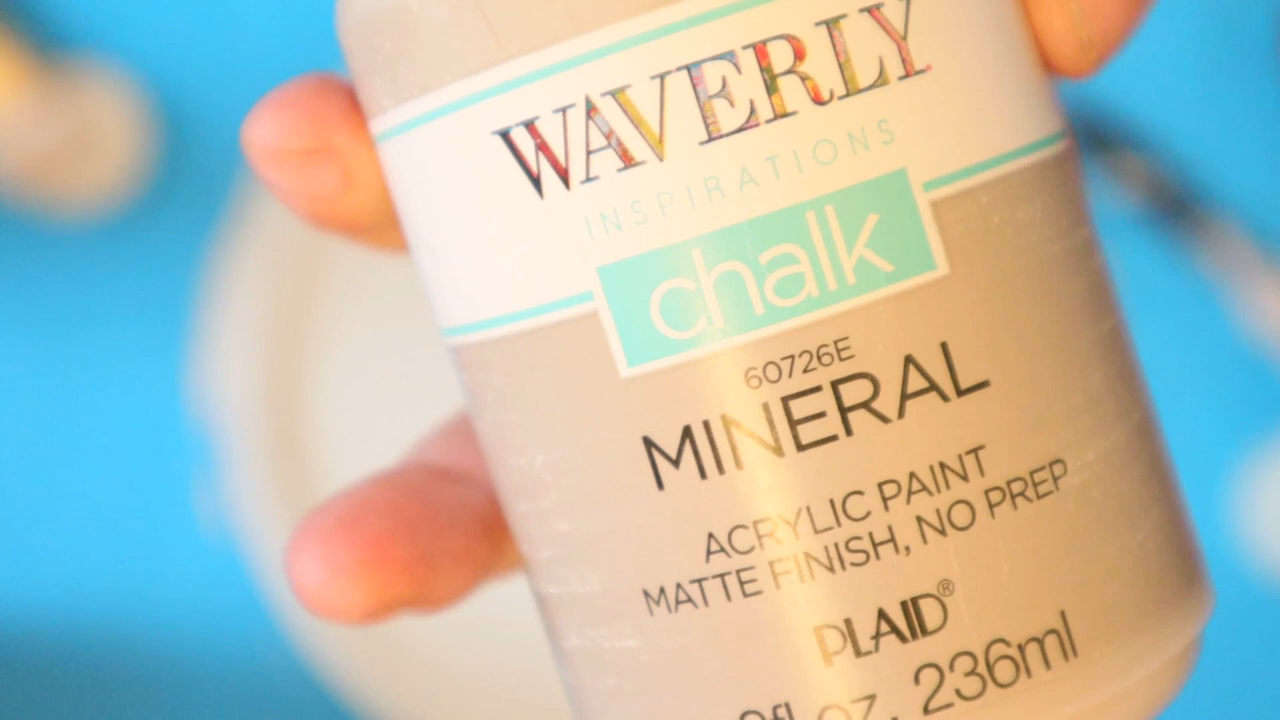 WAVERLY
INSPIRATIONS
chalk
60726E
MINERAL
ACRYLIC PAINT
MATTE FINISH, NO PREP
PLAID®
fl oz, 236ml